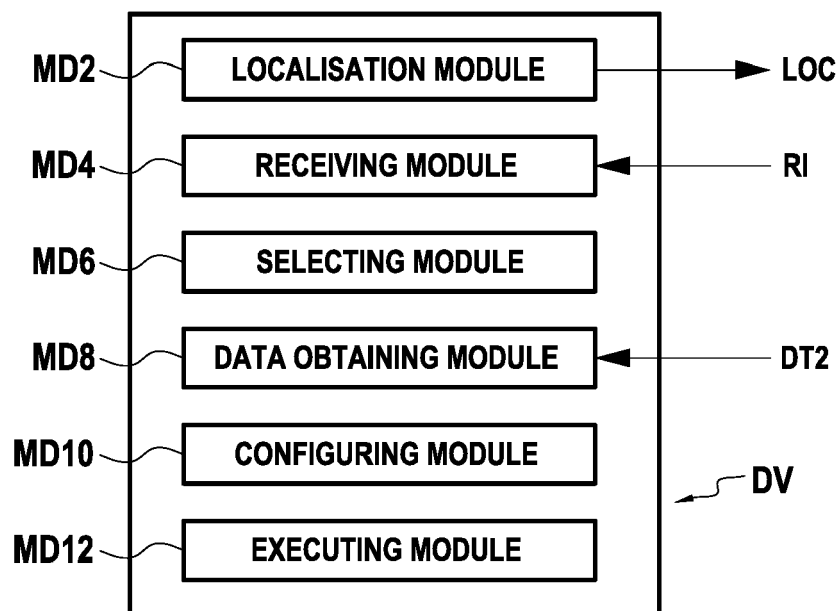 MD2 LOCALISATION MODULE LOC
MD4 RECEIVING MODULE RI
MD6 SELECTING MODULE
MD8 DATA OBTAINING MODULE DT2
MD10 CONFIGURING MODULE
DV
MD12 EXECUTING MODULE